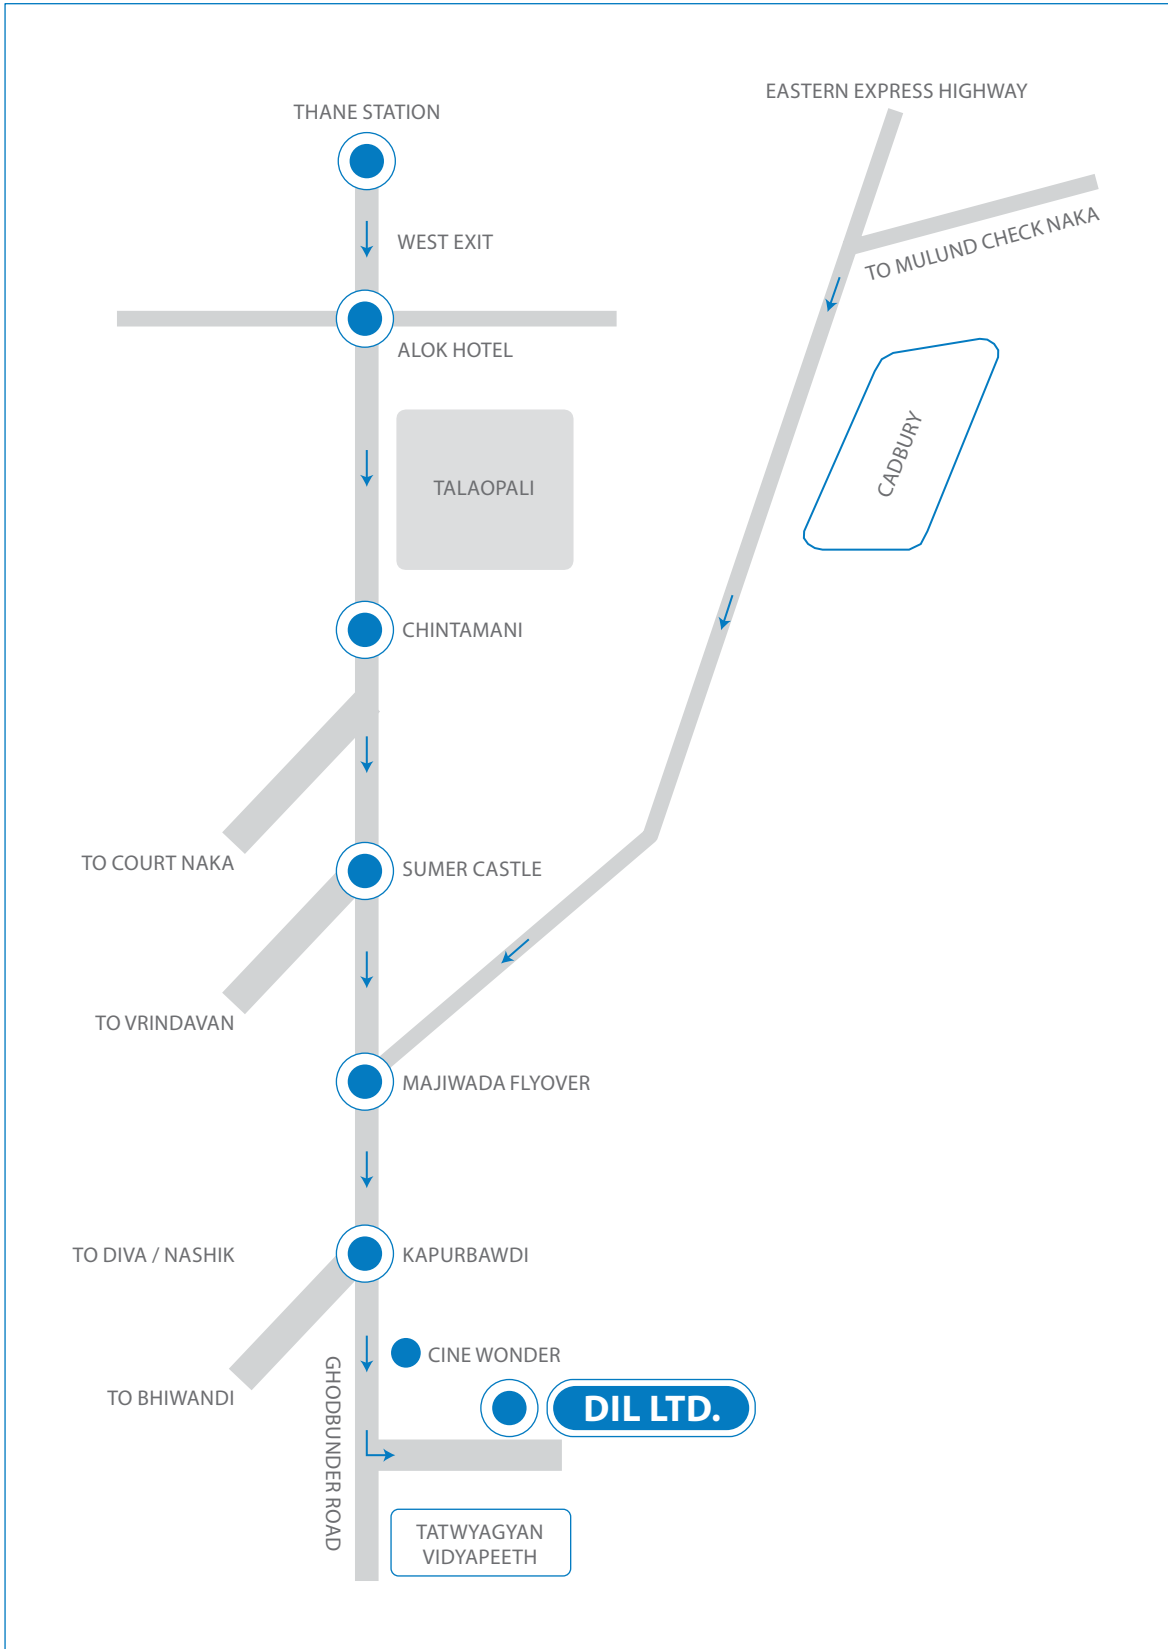 EASTERN EXPRESS HIGHWAY
THANE STATION
TO MULUND CHECK NAKA
WEST EXIT
ALOK HOTEL
CADBURY
TALAOPALI
CHINTAMANI
TO COURT NAKA
SUMER CASTLE
TO VRINDAVAN
MAJIWADA FLYOVER
TO DIVA / NASHIK
KAPURBAWDI
CINE WONDER
TO BHIWANDI
DIL LTD.
GHODBUNDER ROAD
TATWYAGYAN
VIDYAPEETH